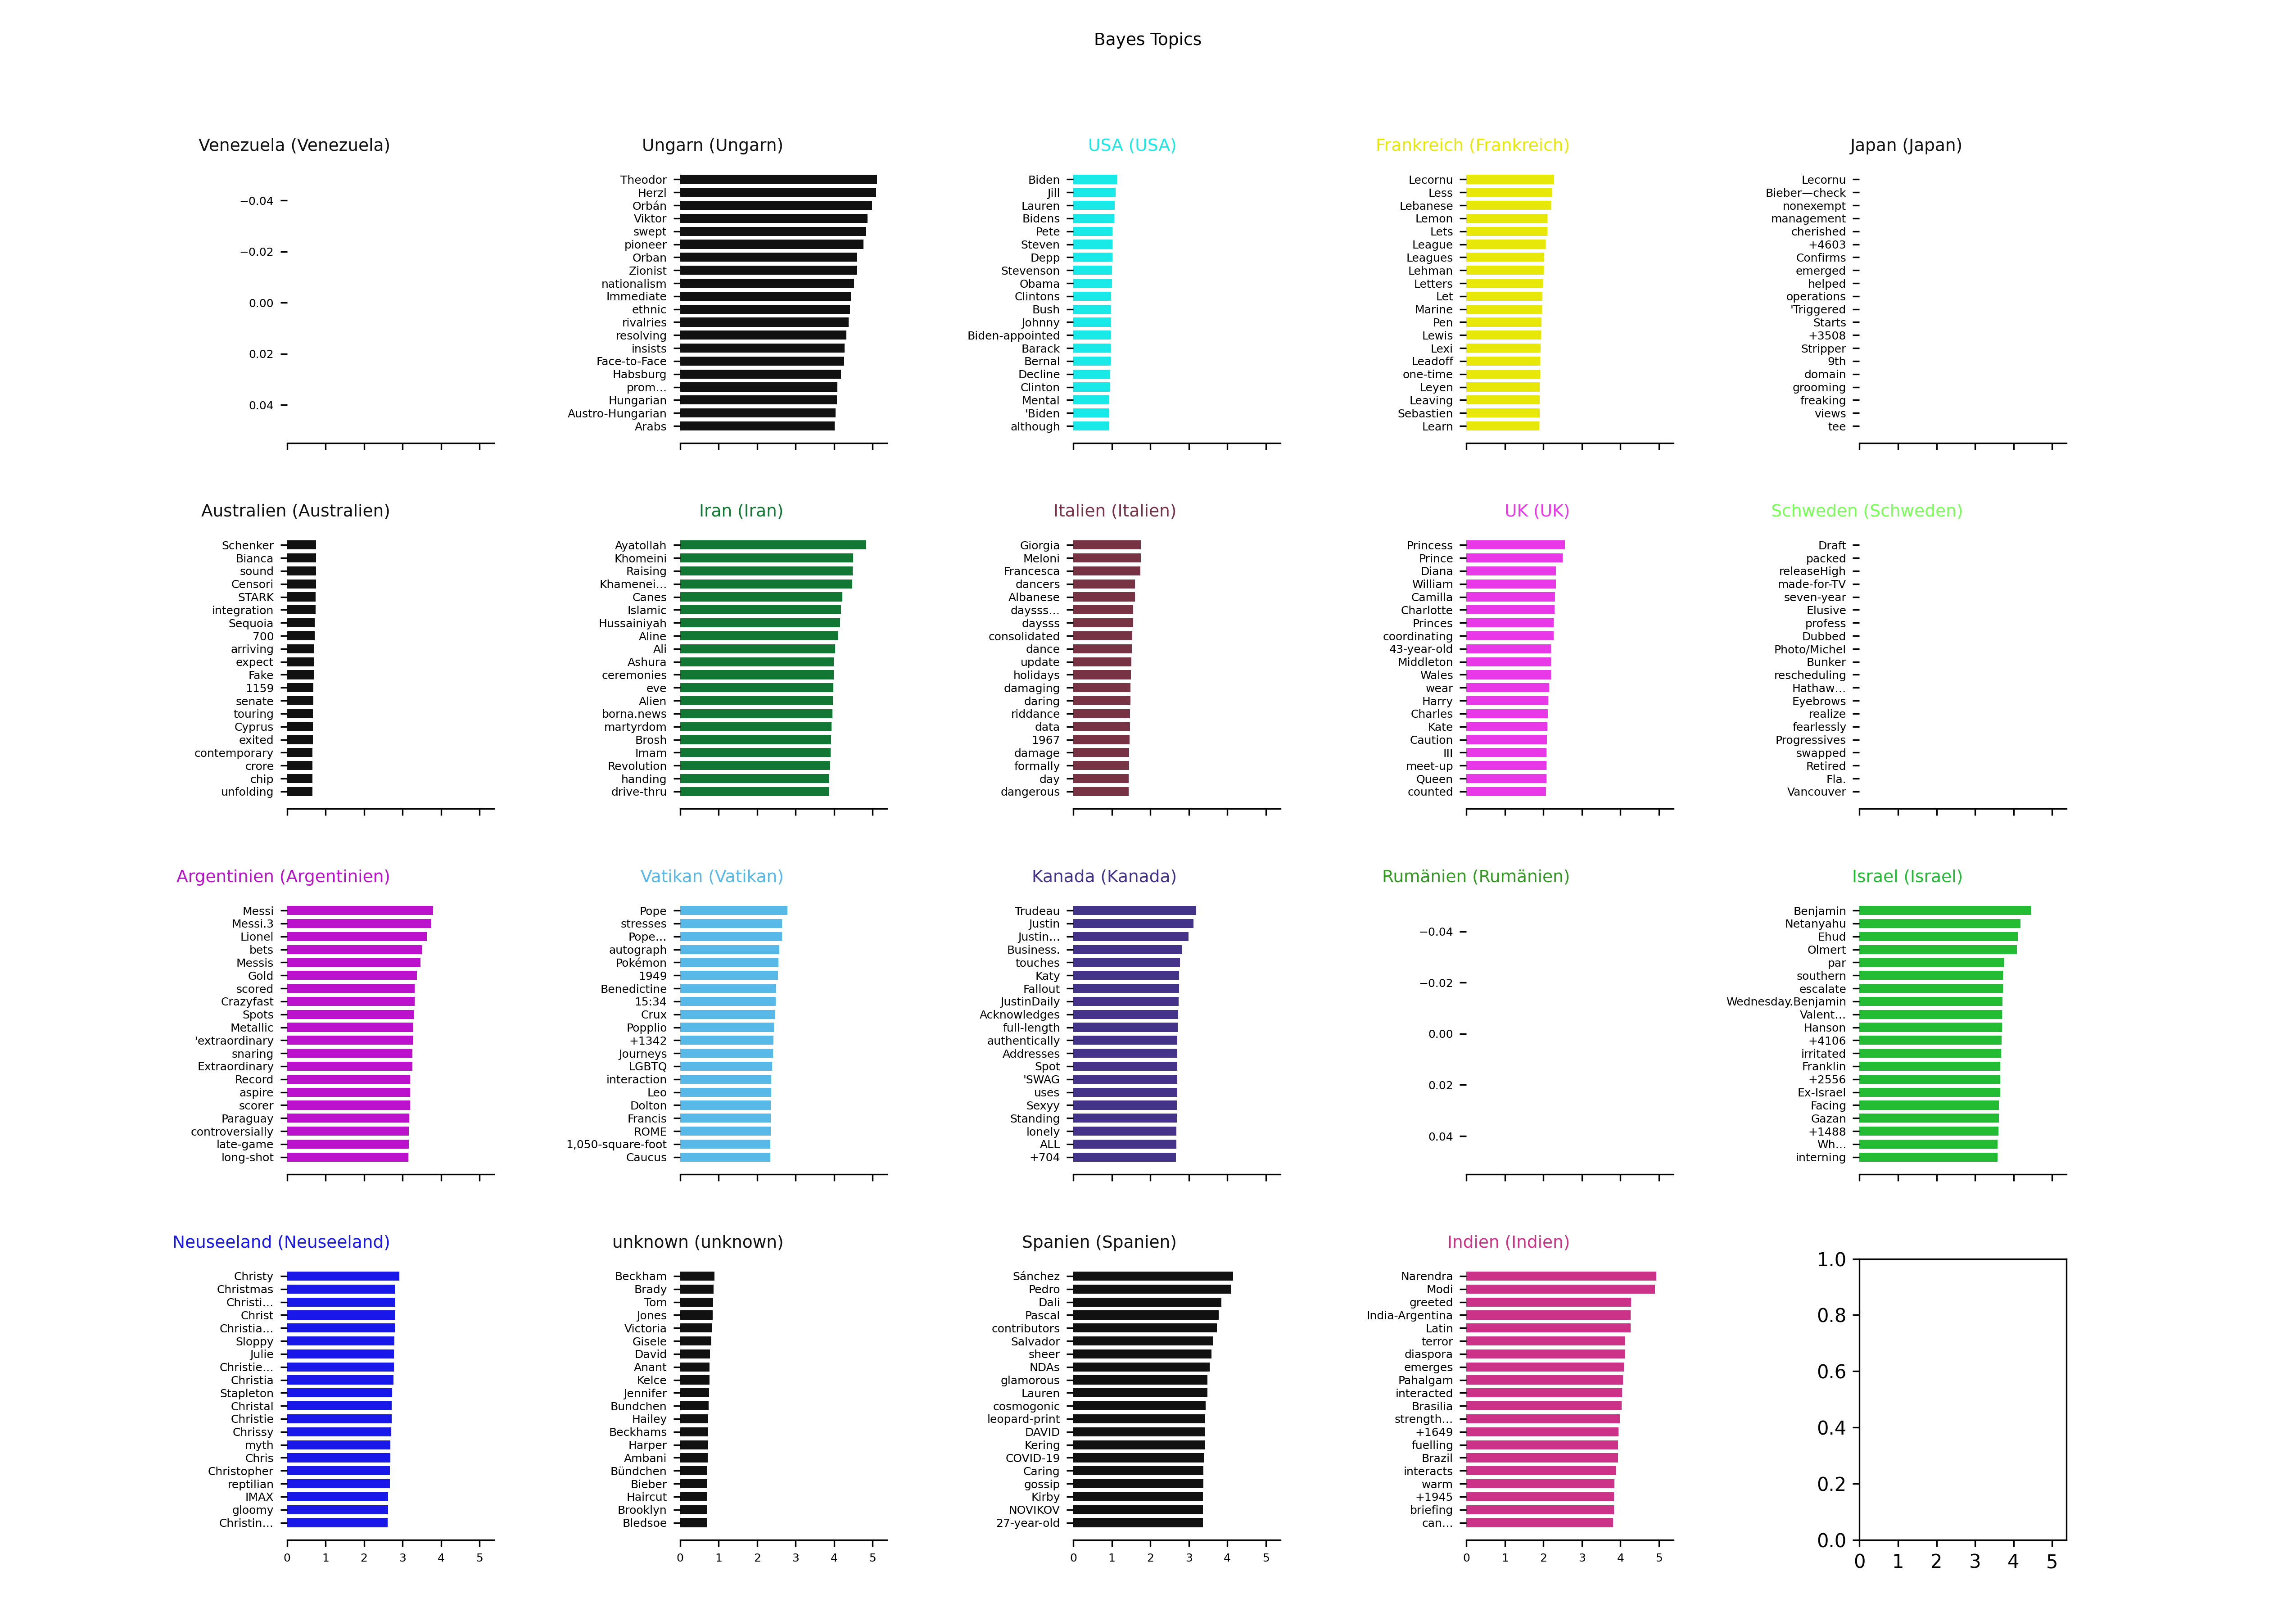 Bayes Topics
Venezuela (Venezuela)
−0.04
−0.02
0.00
0.02
0.04
Ungarn (Ungarn)
Theodor
Herzl
Orbán
Viktor
swept
pioneer
Orban
Zionist
nationalism
Immediate
ethnic
rivalries
resolving
insists
Face-to-Face
Habsburg
prom...
Hungarian
Austro-Hungarian
Arabs
USA (USA)
Biden
Jill
Lauren
Bidens
Pete
Steven
Depp
Stevenson
Obama
Clintons
Bush
Johnny
Biden-appointed
Barack
Bernal
Decline
Clinton
Mental
'Biden
although
Frankreich (Frankreich)
Lecornu
Less
Lebanese
Lemon
Lets
League
Leagues
Lehman
Letters
Let
Marine
Pen
Lewis
Lexi
Leadoff
one-time
Leyen
Leaving
Sebastien
Learn
Japan (Japan)
Lecornu
Bieber—check
nonexempt
management
cherished
+4603
Confirms
emerged
helped
operations
'Triggered
Starts
+3508
Stripper
9th
domain
grooming
freaking
views
tee
Australien (Australien)
Schenker
Bianca
sound
Censori
STARK
integration
Sequoia
700
arriving
expect
Fake
1159
senate
touring
Cyprus
exited
contemporary
crore
chip
unfolding
Iran (Iran)
Ayatollah
Khomeini
Raising
Khamenei...
Canes
Islamic
Hussainiyah
Aline
Ali
Ashura
ceremonies
eve
Alien
borna.news
martyrdom
Brosh
Imam
Revolution
handing
drive-thru
Italien (Italien)
Giorgia
Meloni
Francesca
dancers
Albanese
daysss...
daysss
consolidated
dance
update
holidays
damaging
daring
riddance
data
1967
damage
formally
day
dangerous
UK (UK)
Princess
Prince
Diana
William
Camilla
Charlotte
Princes
coordinating
43-year-old
Middleton
Wales
wear
Harry
Charles
Kate
Caution
III
meet-up
Queen
counted
Schweden (Schweden)
Draft
packed
releaseHigh
made-for-TV
seven-year
Elusive
profess
Dubbed
Photo/Michel
Bunker
rescheduling
Hathaw...
Eyebrows
realize
fearlessly
Progressives
swapped
Retired
Fla.
Vancouver
Argentinien (Argentinien)
Messi
Messi.3
Lionel
bets
Messis
Gold
scored
Crazyfast
Spots
Metallic
'extraordinary
snaring
Extraordinary
Record
aspire
scorer
Paraguay
controversially
late-game
long-shot
Vatikan (Vatikan)
Pope
stresses
Pope...
autograph
Pokémon
1949
Benedictine
15:34
Crux
Popplio
+1342
Journeys
LGBTQ
interaction
Leo
Dolton
Francis
ROME
1,050-square-foot
Caucus
Kanada (Kanada)
Trudeau
Justin
Justin...
Business.
touches
Katy
Fallout
JustinDaily
Acknowledges
full-length
authentically
Addresses
Spot
'SWAG
uses
Sexyy
Standing
lonely
ALL
+704
Rumänien (Rumänien)
−0.04
−0.02
0.00
0.02
0.04
Israel (Israel)
Benjamin
Netanyahu
Ehud
Olmert
par
southern
escalate
Wednesday.Benjamin
Valent...
Hanson
+4106
irritated
Franklin
+2556
Ex-Israel
Facing
Gazan
+1488
Wh...
interning
Neuseeland (Neuseeland)
Christy
Christmas
Christi...
Christ
Christia...
Sloppy
Julie
Christie...
Christia
Stapleton
Christal
Christie
Chrissy
myth
Chris
Christopher
reptilian
IMAX
gloomy
Christin...
0 1 2 3 4 5
unknown (unknown)
Beckham
Brady
Tom
Jones
Victoria
Gisele
David
Anant
Kelce
Jennifer
Bundchen
Hailey
Beckhams
Harper
Ambani
Bündchen
Bieber
Haircut
Brooklyn
Bledsoe
0 1 2 3 4 5
Spanien (Spanien)
Sánchez
Pedro
Dali
Pascal
contributors
Salvador
sheer
NDAs
glamorous
Lauren
cosmogonic
leopard-print
DAVID
Kering
COVID-19
Caring
gossip
Kirby
NOVIKOV
27-year-old
0 1 2 3 4 5
Indien (Indien)
Narendra
Modi
greeted
India-Argentina
Latin
terror
diaspora
emerges
Pahalgam
interacted
Brasilia
strength...
+1649
fuelling
Brazil
interacts
warm
+1945
briefing
can...
0 1 2 3 4 5
1.0
0.8
0.6
0.4
0.2
0.0
0 1 2 3 4 5